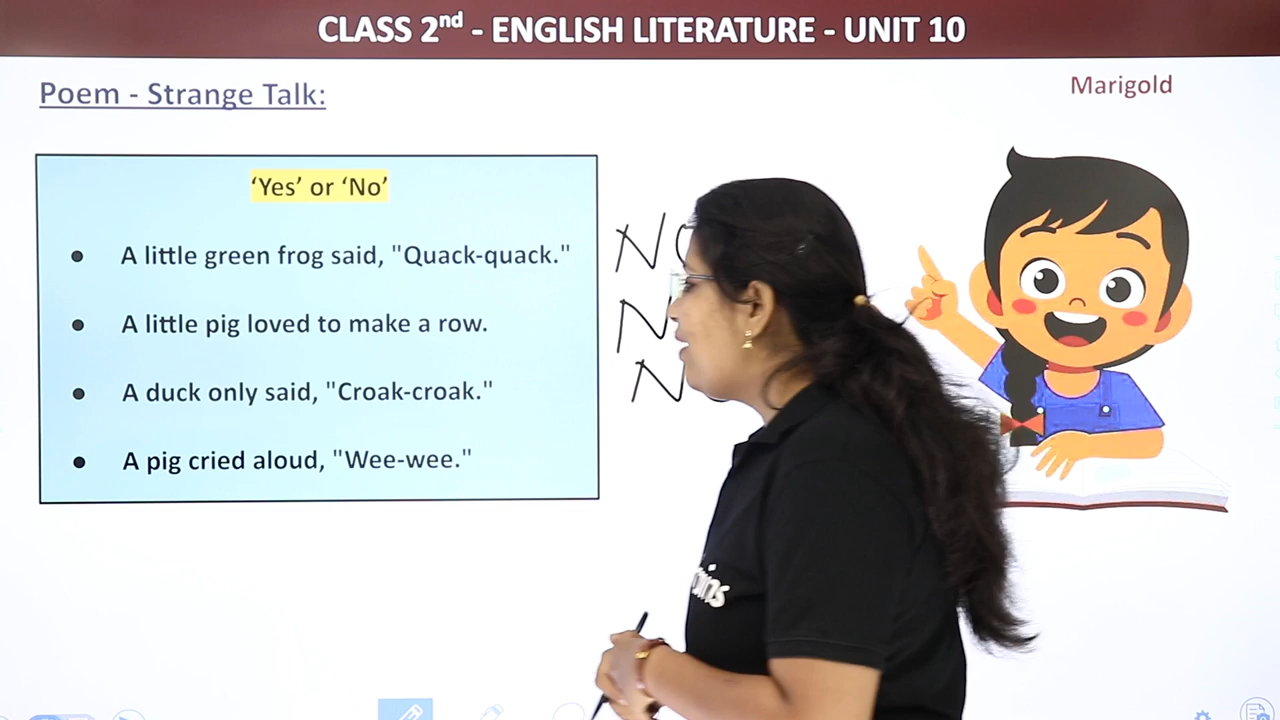 CLASS 2nd - ENGLISH LITERATURE - UNIT 10
Poem - Strange Talk:
Marigold
‘Yes’ or ‘No’
● A little green frog said, "Quack-quack." NO
● A little pig loved to make a row.
● A duck only said, "Croak-croak."
● A pig cried aloud, "Wee-wee."